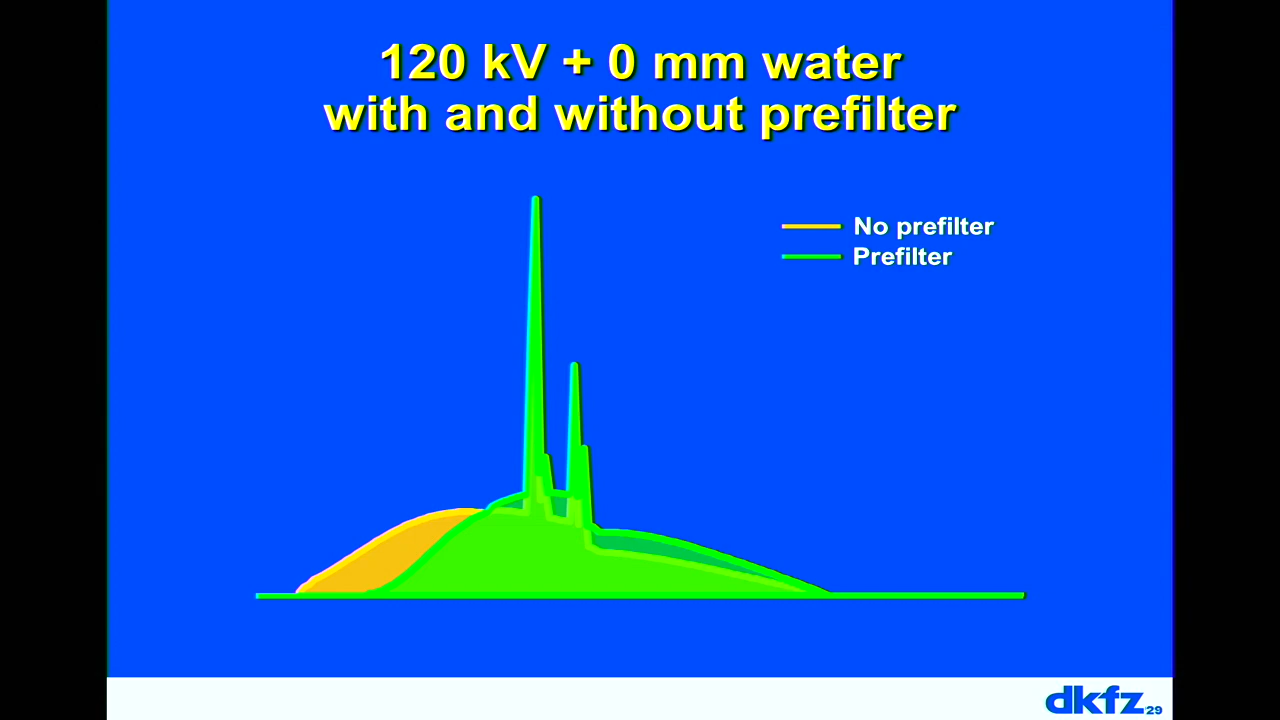 120 kV + 0 mm water
with and without prefilter
No prefilter
Prefilter
dkfz.29